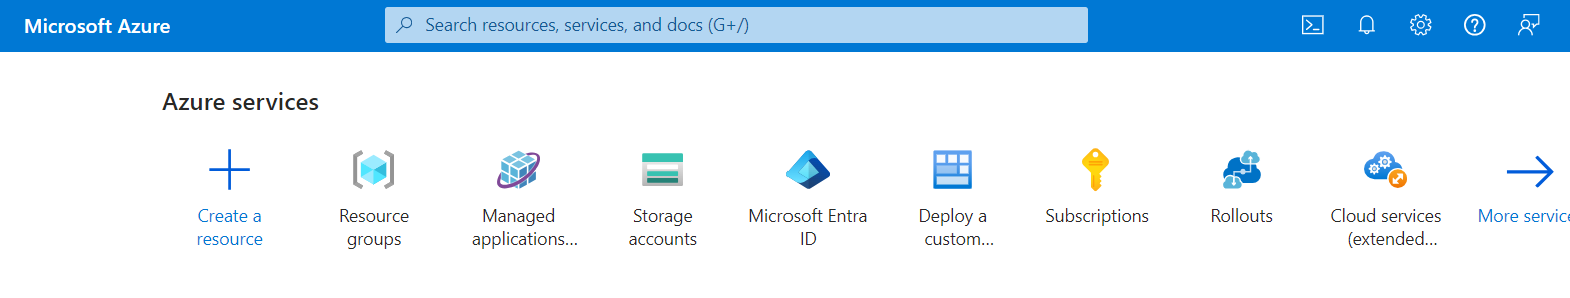 Microsoft Azure
Search resources, services, and docs (G+/)
Azure services
Create a
resource
Resource
groups
Managed
applications...
Storage
accounts
Microsoft Entra
ID
Deploy a
custom...
Subscriptions
Rollouts
Cloud services
(extended...
More service